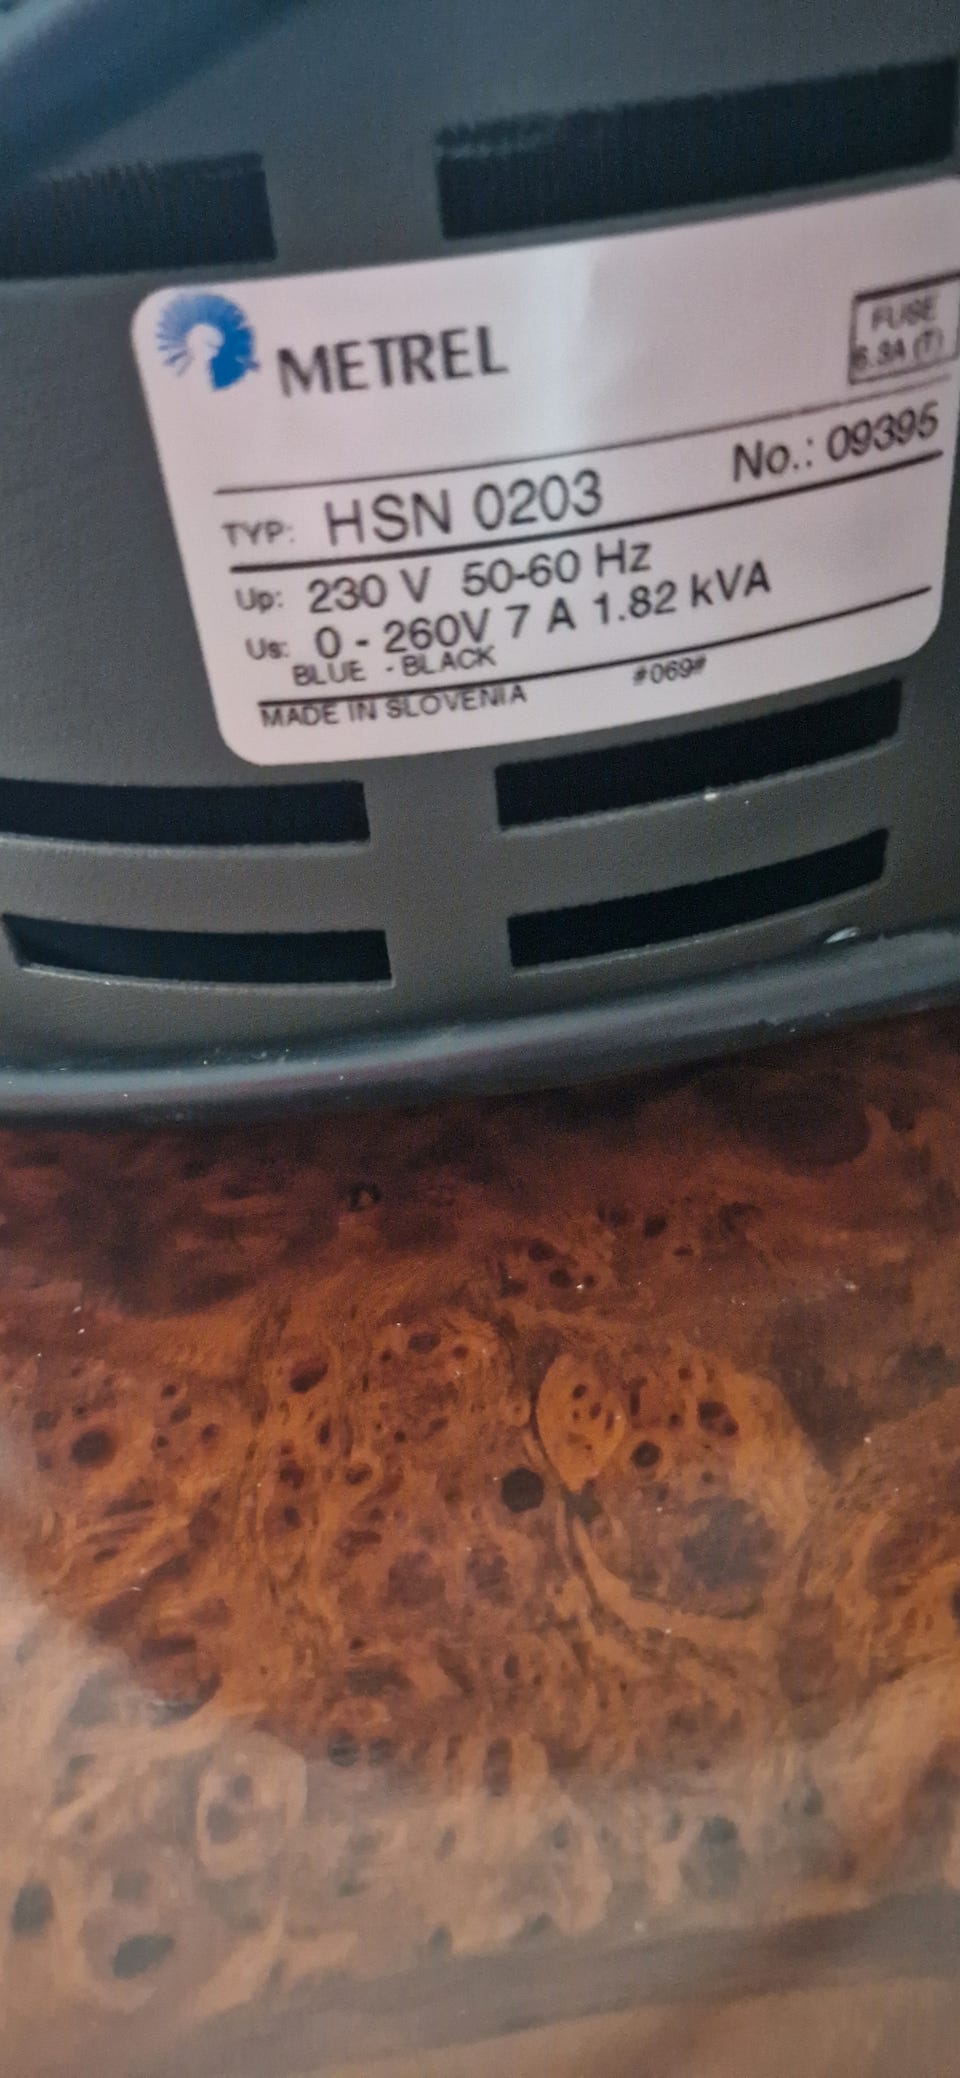 METREL
FUSE
6.3A (T)
No.: 09395
TYP: HSN 0203
Up: 230 V 50-60 Hz
Us: 0 - 260V 7 A 1.82 kVA
BLUE - BLACK
MADE IN SLOVENIA #069#